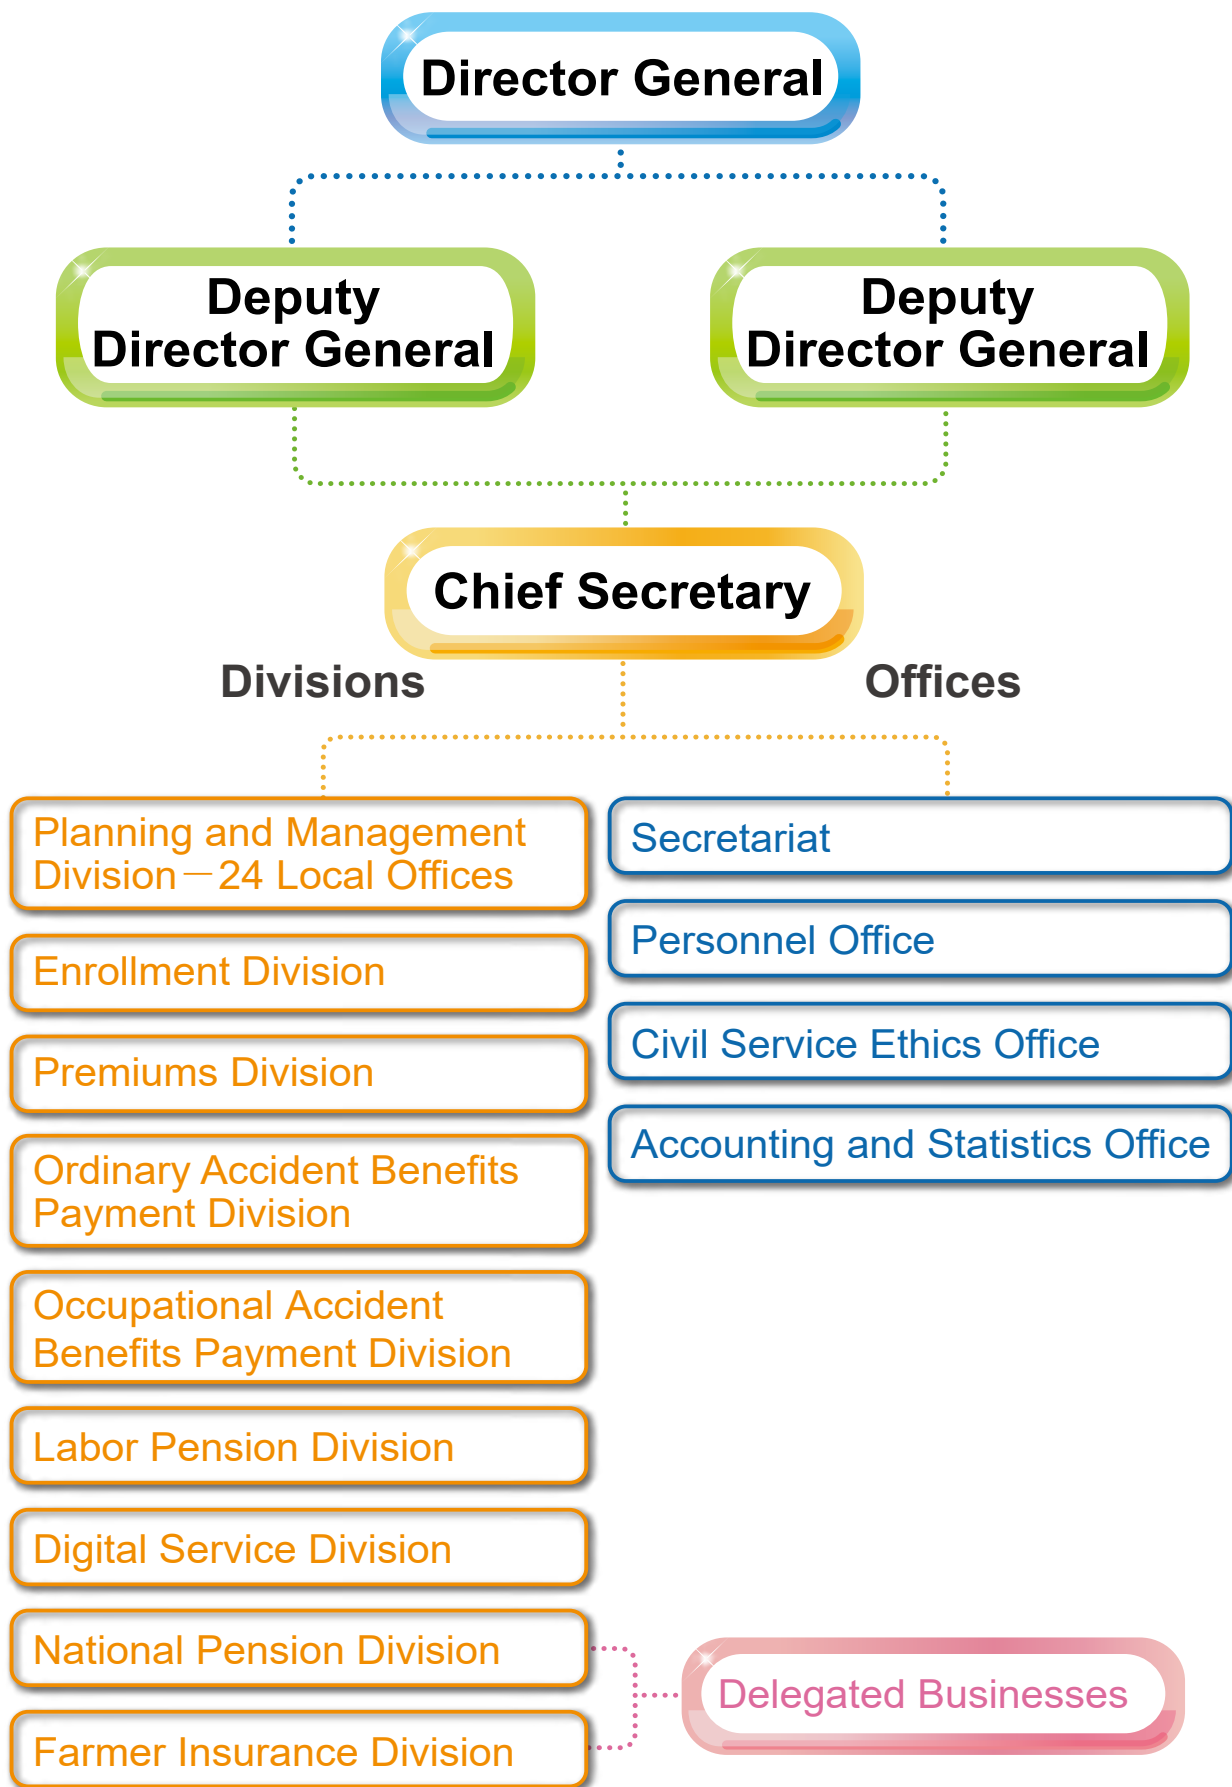 Director General
Deputy
Director General
Deputy
Director General
Chief Secretary
Divisions
Offices
Planning and Management
Division－24 Local Offices
Enrollment Division
Premiums Division
Ordinary Accident Benefits
Payment Division
Occupational Accident
Benefits Payment Division
Labor Pension Division
Digital Service Division
National Pension Division
Farmer Insurance Division
Secretariat
Personnel Office
Civil Service Ethics Office
Accounting and Statistics Office
Delegated Businesses